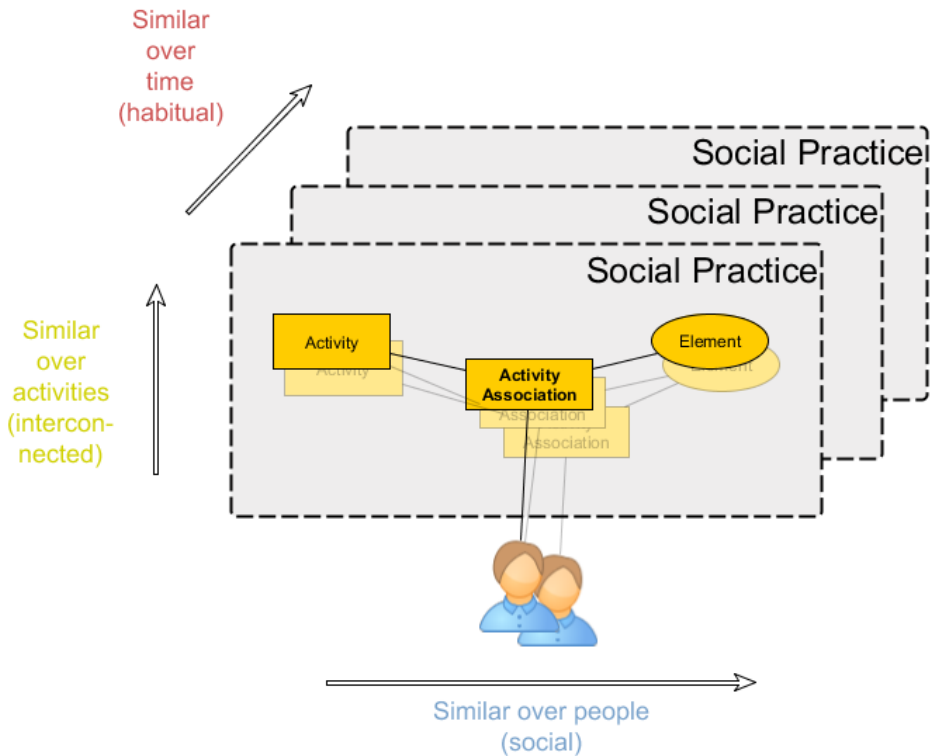 Similar
over
time
(habitual)
Social Practice
Social Practice
Social Practice
Similar
over
activities
(intercon-
nected)
Activity
Activity
Element
Element
Activity
Association
Association
Association
Similar over people
(social)